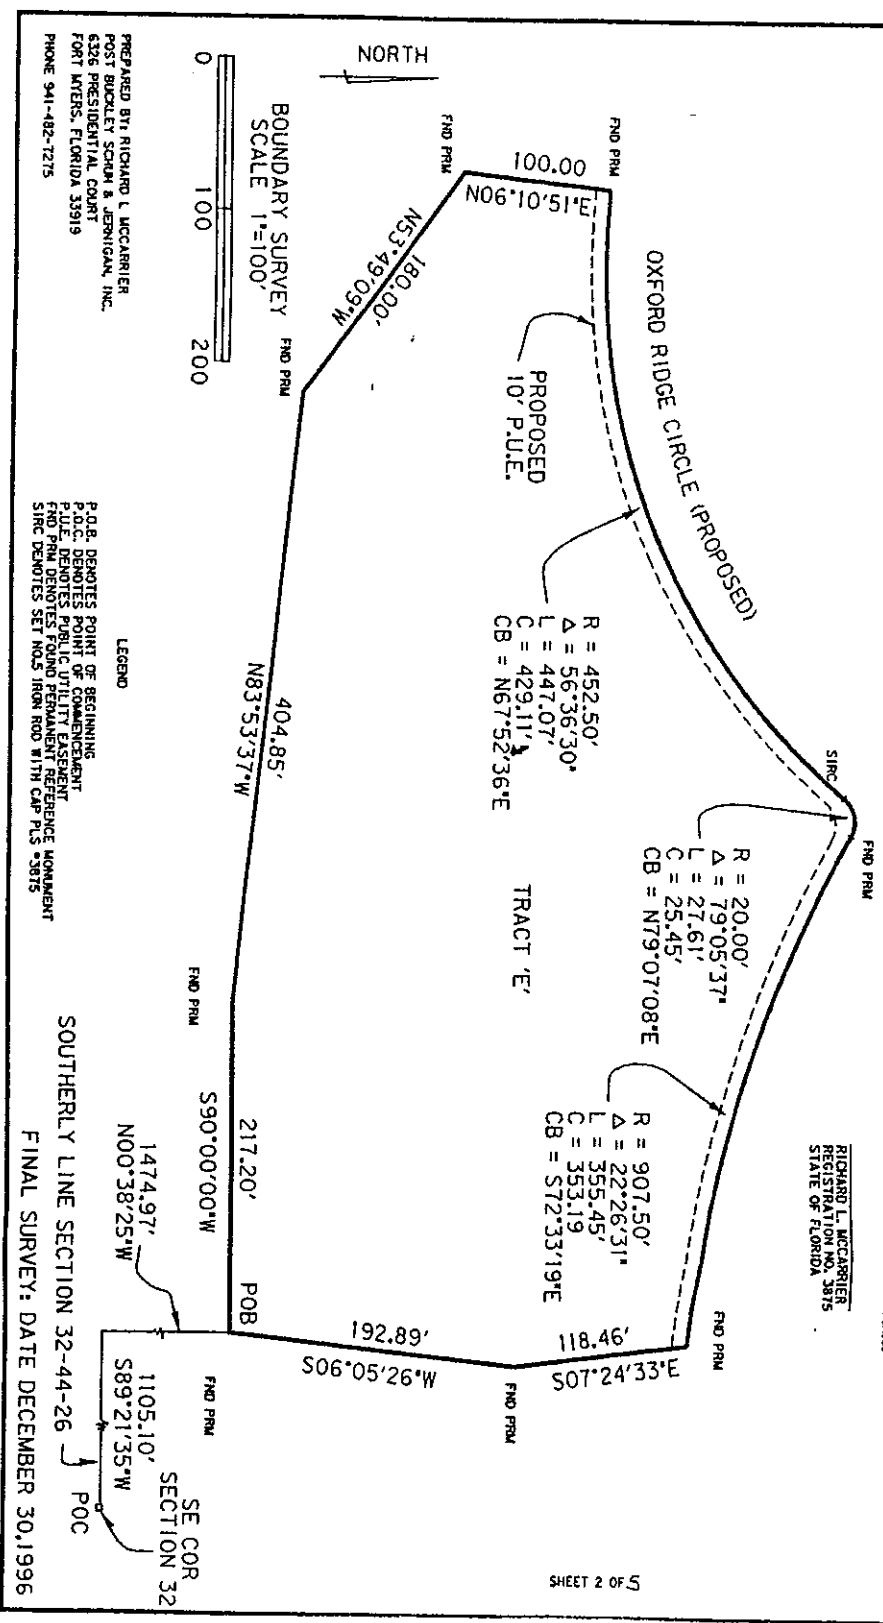 NORTH
PREPARED BY: RICHARD L. MCCARRIER
POST BUCKLEY SCHUH & JERNIGAN, INC.
6326 PRESIDENTIAL COURT
FORT MYERS, FLORIDA 33919
PHONE 941-482-7275
0 100 200
BOUNDARY SURVEY
SCALE 1"=100'
FND PRM
100.00
N06°10'51"E
FND PRM
180.00'
N53°49'09"W
FND PRM
OXFORD RIDGE CIRCLE (PROPOSED)
PROPOSED
10' P.U.E.
R = 452.50'
Δ = 56°36'30"
L = 447.07'
C = 429.11'
CB = N67°52'36"E
SIRC
FND PRM
R = 20.00'
Δ = 79°05'37"
L = 27.61'
C = 25.45'
CB = N79°07'08"E
TRACT 'E'
R = 907.50'
Δ = 22°26'31"
L = 355.45'
C = 353.19
CB = S72°33'19"E
RICHARD L. MCCARRIER
REGISTRATION NO. 3875
STATE OF FLORIDA
FND PRM
118.46'
S07°24'33"E
FND PRM
192.89'
S06°05'26"W
FND PRM
404.85'
N83°53'37"W
FND PRM
217.20'
S90°00'00"W
POB
1474.97'
N00°38'25"W
1105.10'
S89°21'35"W
SE COR
SECTION 32
POC
SOUTHERLY LINE SECTION 32-44-26
LEGEND
P.O.B. DENOTES POINT OF BEGINNING
P.O.C. DENOTES POINT OF COMMENCEMENT
P.U.E. DENOTES PUBLIC UTILITY EASEMENT
FND PRM DENOTES FOUND PERMANENT REFERENCE MONUMENT
SIRC DENOTES SET NO.5 IRON ROD WITH CAP PLS #3875
FINAL SURVEY: DATE DECEMBER 30,1996
SHEET 2 OF 5